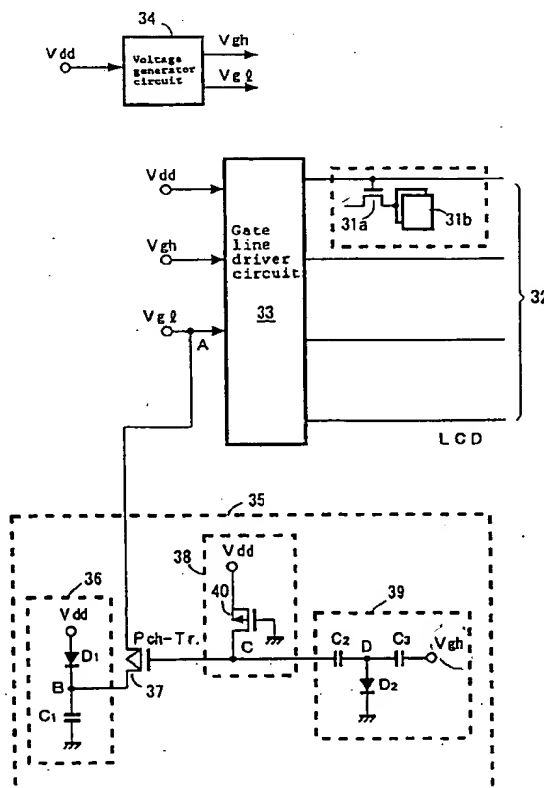 34
Vdd
Voltage
generator
circuit
Vgh
Vgℓ
Vdd
Vgh
Vgℓ
A
Gate
line
driver
circuit
33
31a
31b
32
LCD
35
36
Vdd
D1
B
C1
Pch-Tr.
37
38
Vdd
40
C
39
C2
D
C3
Vgh
D2